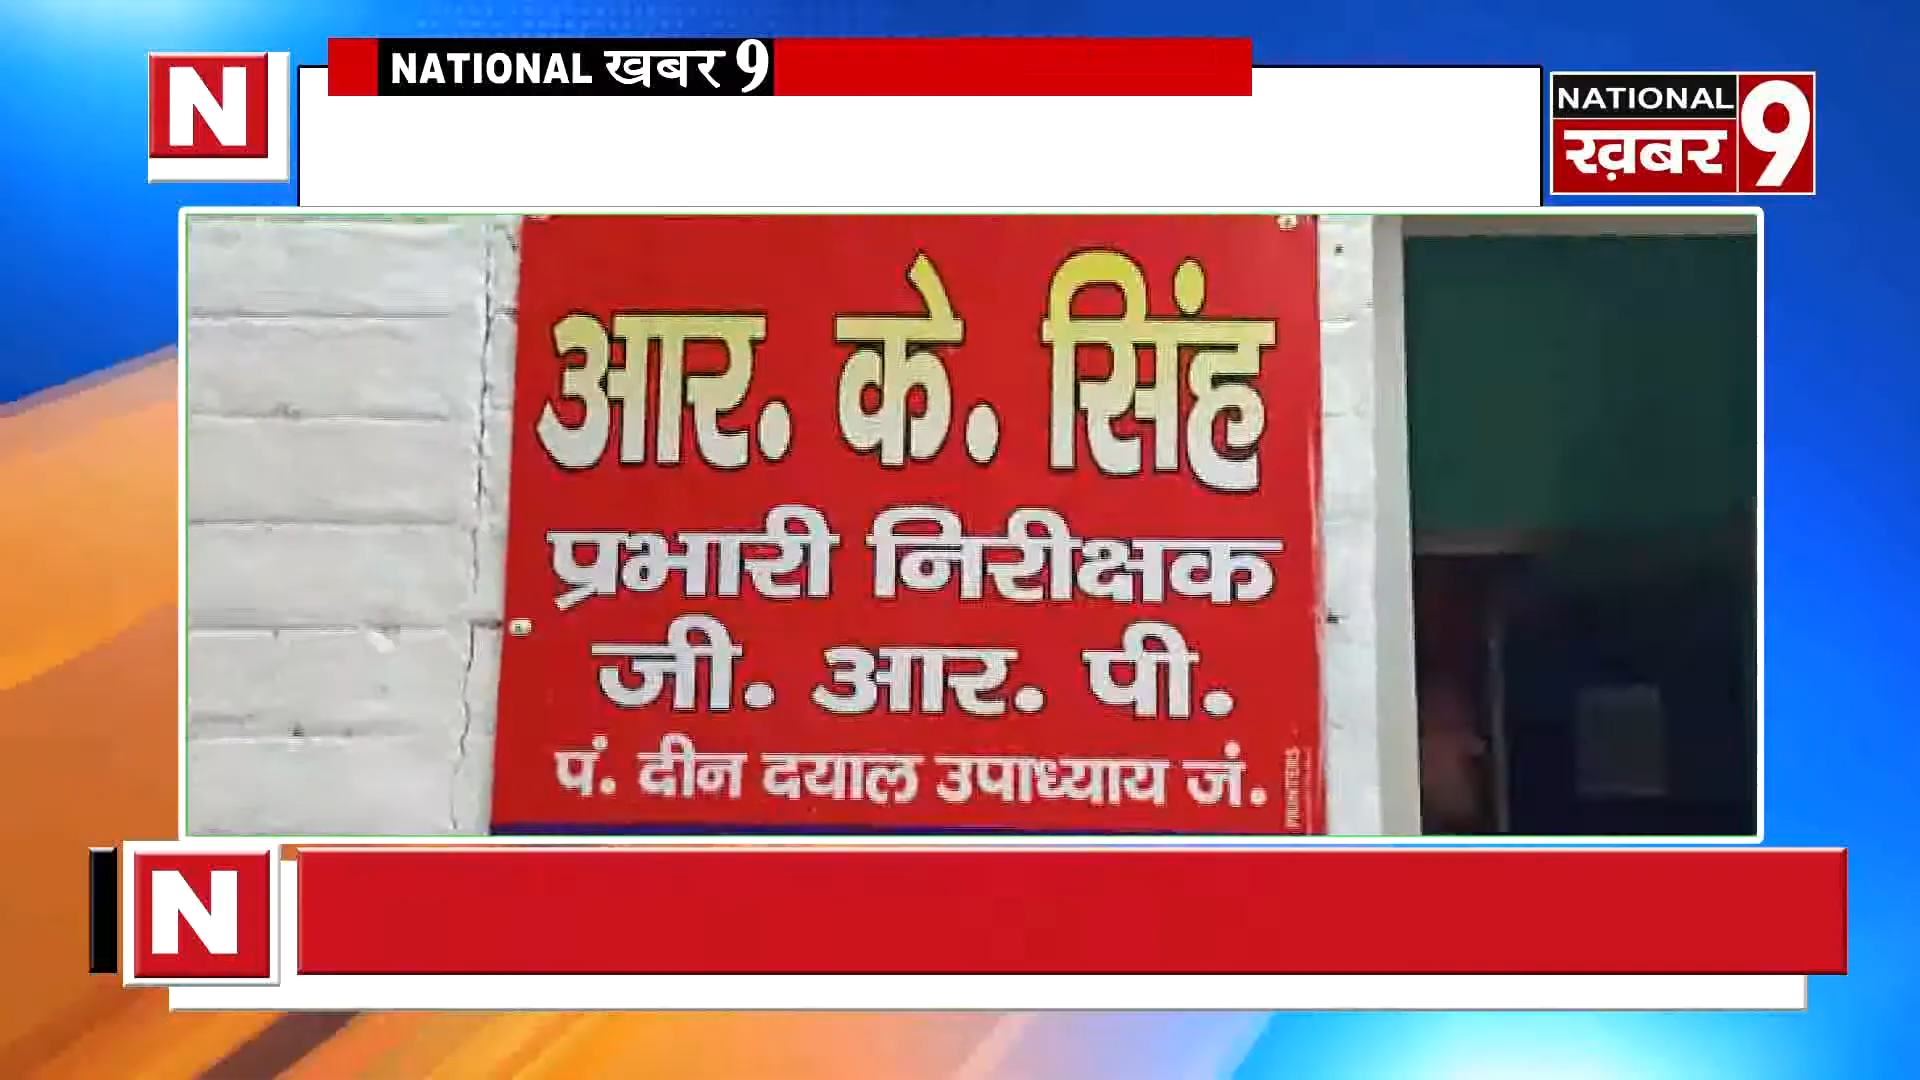 N
NATIONAL खबर 9
NATIONAL
ख़बर 9
आर. के. सिंह
प्रभारी निरीक्षक
जी. आर. पी.
पं. दीन दयाल उपाध्याय जं.
N